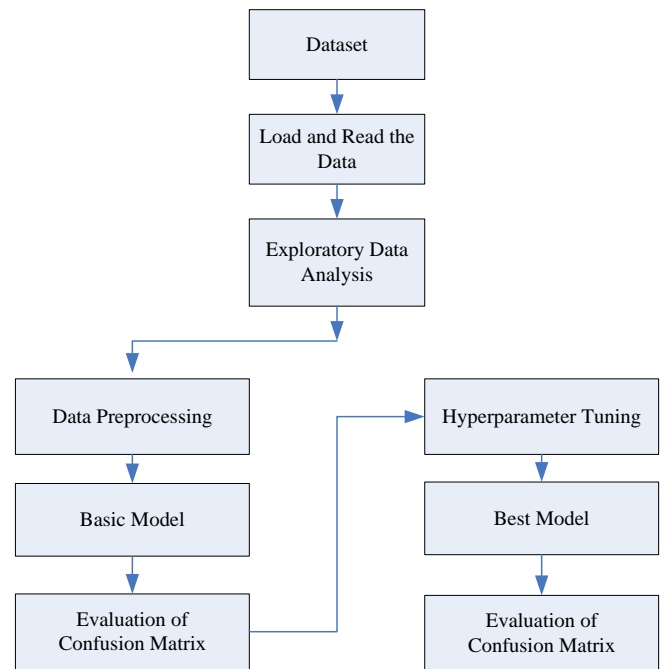 Dataset
Load and Read the
Data
Exploratory Data
Analysis
Data Preprocessing
Basic Model
Evaluation of
Confusion Matrix
Hyperparameter Tuning
Best Model
Evaluation of
Confusion Matrix